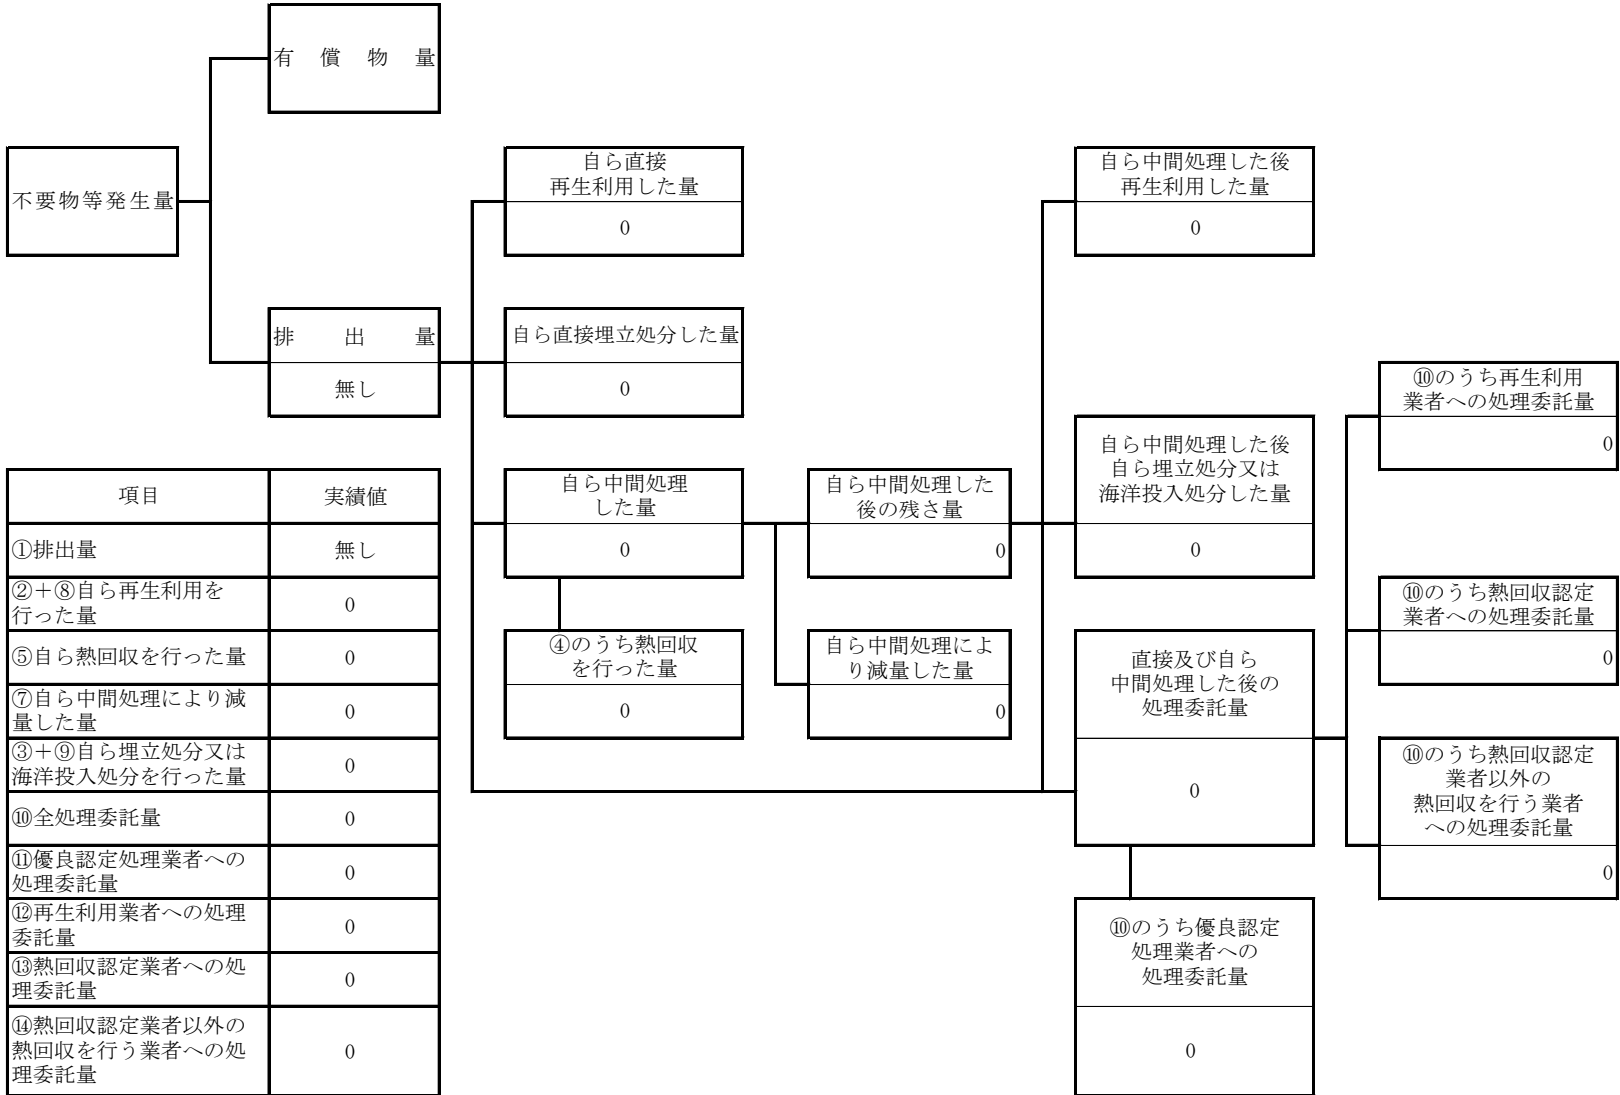 有償物量
不要物等発生量
自ら直接
再生利用した量
0
自ら中間処理した後
再生利用した量
0
排出量
無し
自ら直接埋立処分した量
0
⑩のうち再生利用
業者への処理委託量
0
自ら中間処理
した量
0
自ら中間処理した
後の残さ量
0
自ら中間処理した後
自ら埋立処分又は
海洋投入処分した量
0
⑩のうち熱回収認定
業者への処理委託量
0
④のうち熱回収
を行った量
0
自ら中間処理によ
り減量した量
0
直接及び自ら
中間処理した後の
処理委託量
0
⑩のうち熱回収認定
業者以外の
熱回収を行う業者
への処理委託量
0
⑩のうち優良認定
処理業者への
処理委託量
0
項目 実績値
①排出量 無し
②＋⑧自ら再生利用を
行った量
0
⑤自ら熱回収を行った量 0
⑦自ら中間処理により減
量した量
0
③＋⑨自ら埋立処分又は
海洋投入処分を行った量
0
⑩全処理委託量 0
⑪優良認定処理業者への
処理委託量
0
⑫再生利用業者への処理
委託量
0
⑬熱回収認定業者への処
理委託量
0
⑭熱回収認定業者以外の
熱回収を行う業者への処
理委託量
0